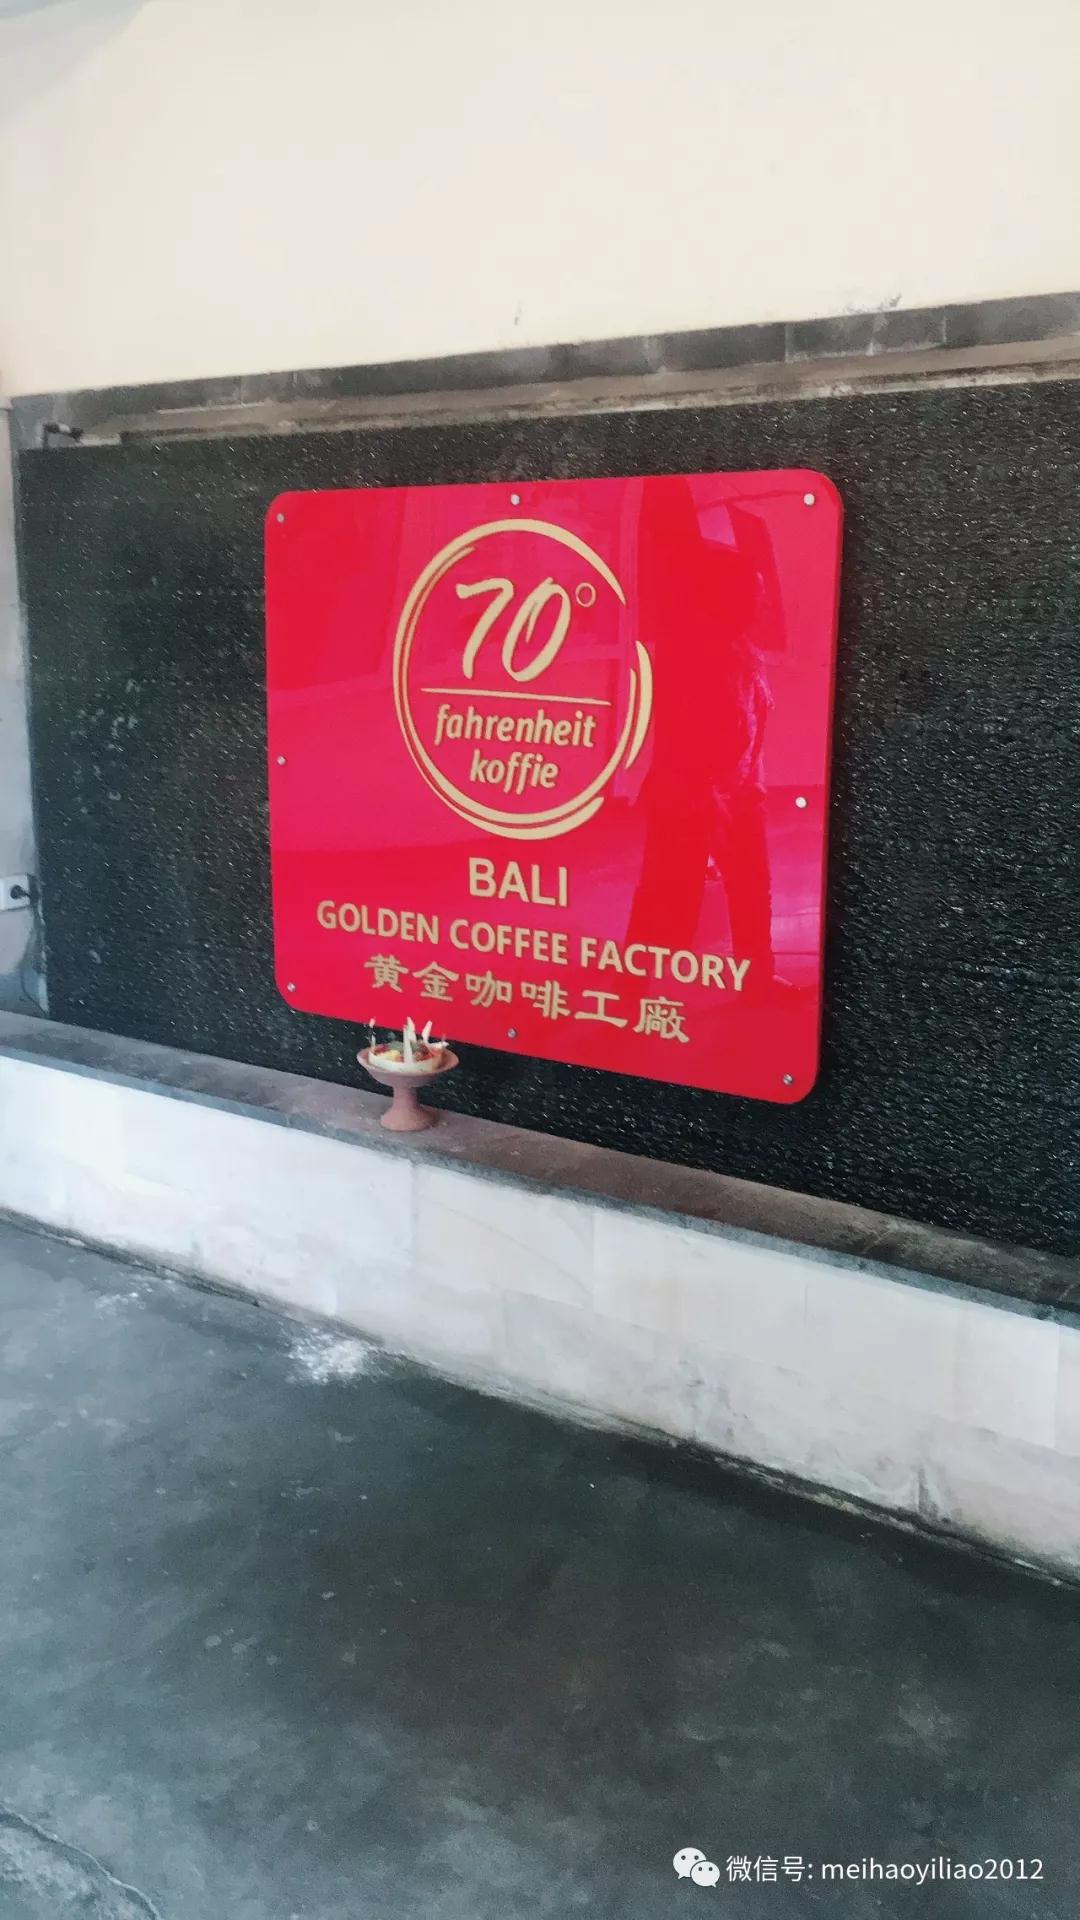 70°
fahrenheit
koffie
BALI
GOLDEN COFFEE FACTORY
黄金咖啡工廠
微信号: meihaoyiliao2012